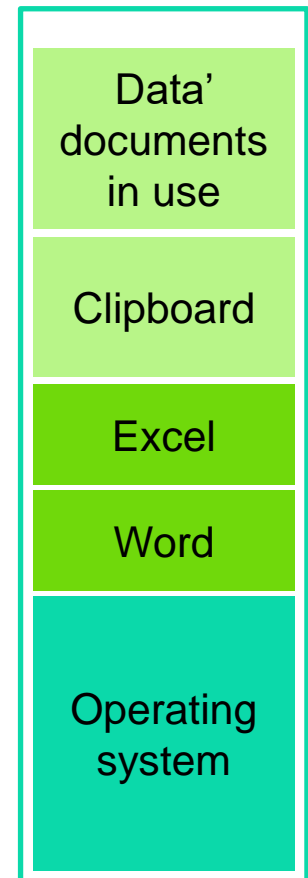 Data’
documents
in use
Clipboard
Excel
Word
Operating
system